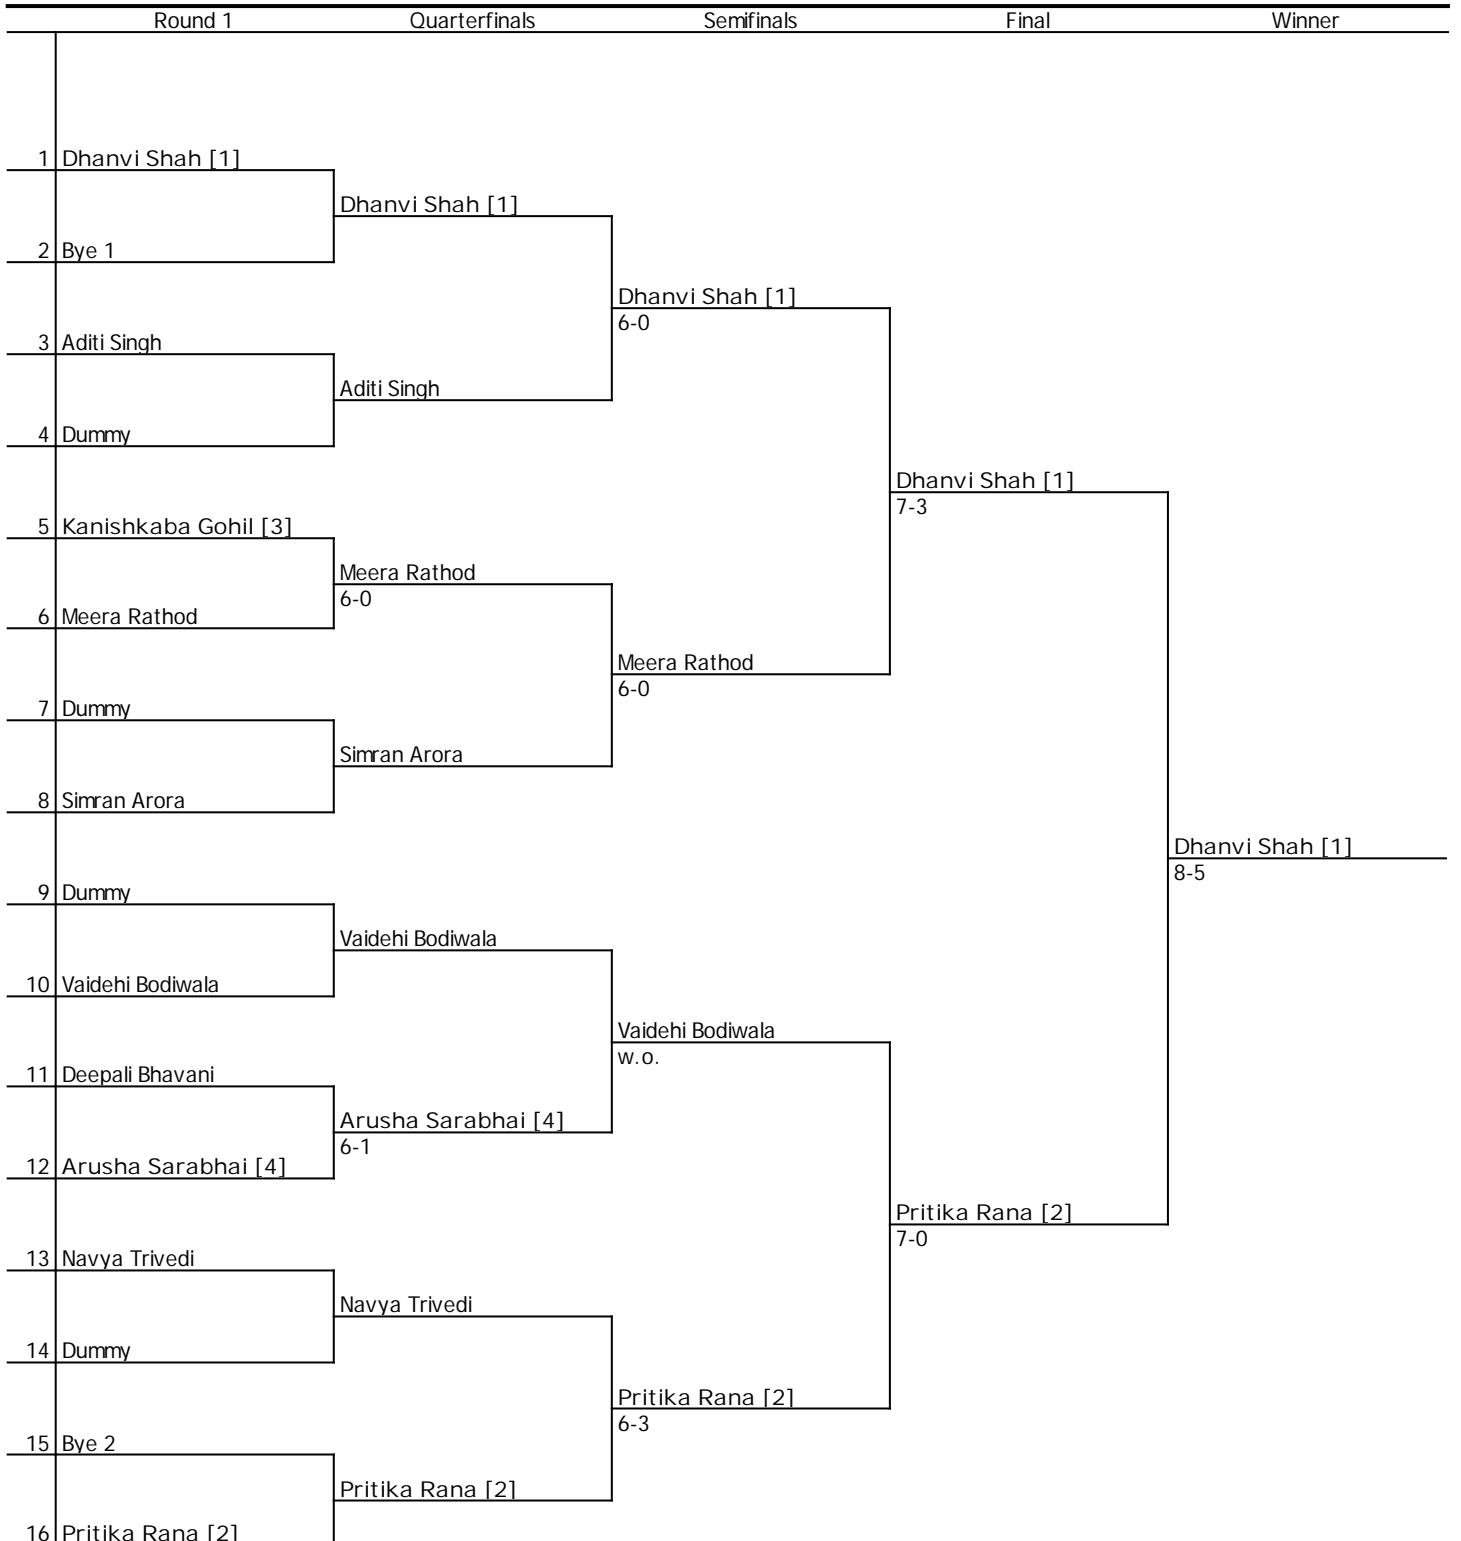 Round 1 Quarterfinals Semifinals Final Winner
1 Dhanvi Shah [1]
Dhanvi Shah [1]
2 Bye 1
Dhanvi Shah [1]
6-0
3 Aditi Singh
Aditi Singh
4 Dummy
Dhanvi Shah [1]
7-3
5 Kanishkaba Gohil [3]
Meera Rathod
6-0
6 Meera Rathod
Meera Rathod
6-0
7 Dummy
Simran Arora
8 Simran Arora
Dhanvi Shah [1]
8-5
9 Dummy
Vaidehi Bodiwala
10 Vaidehi Bodiwala
Vaidehi Bodiwala
w.o.
11 Deepali Bhavani
Arusha Sarabhai [4]
6-1
12 Arusha Sarabhai [4]
Pritika Rana [2]
7-0
13 Navya Trivedi
Navya Trivedi
14 Dummy
Pritika Rana [2]
6-3
15 Bye 2
Pritika Rana [2]
16 Pritika Rana [2]